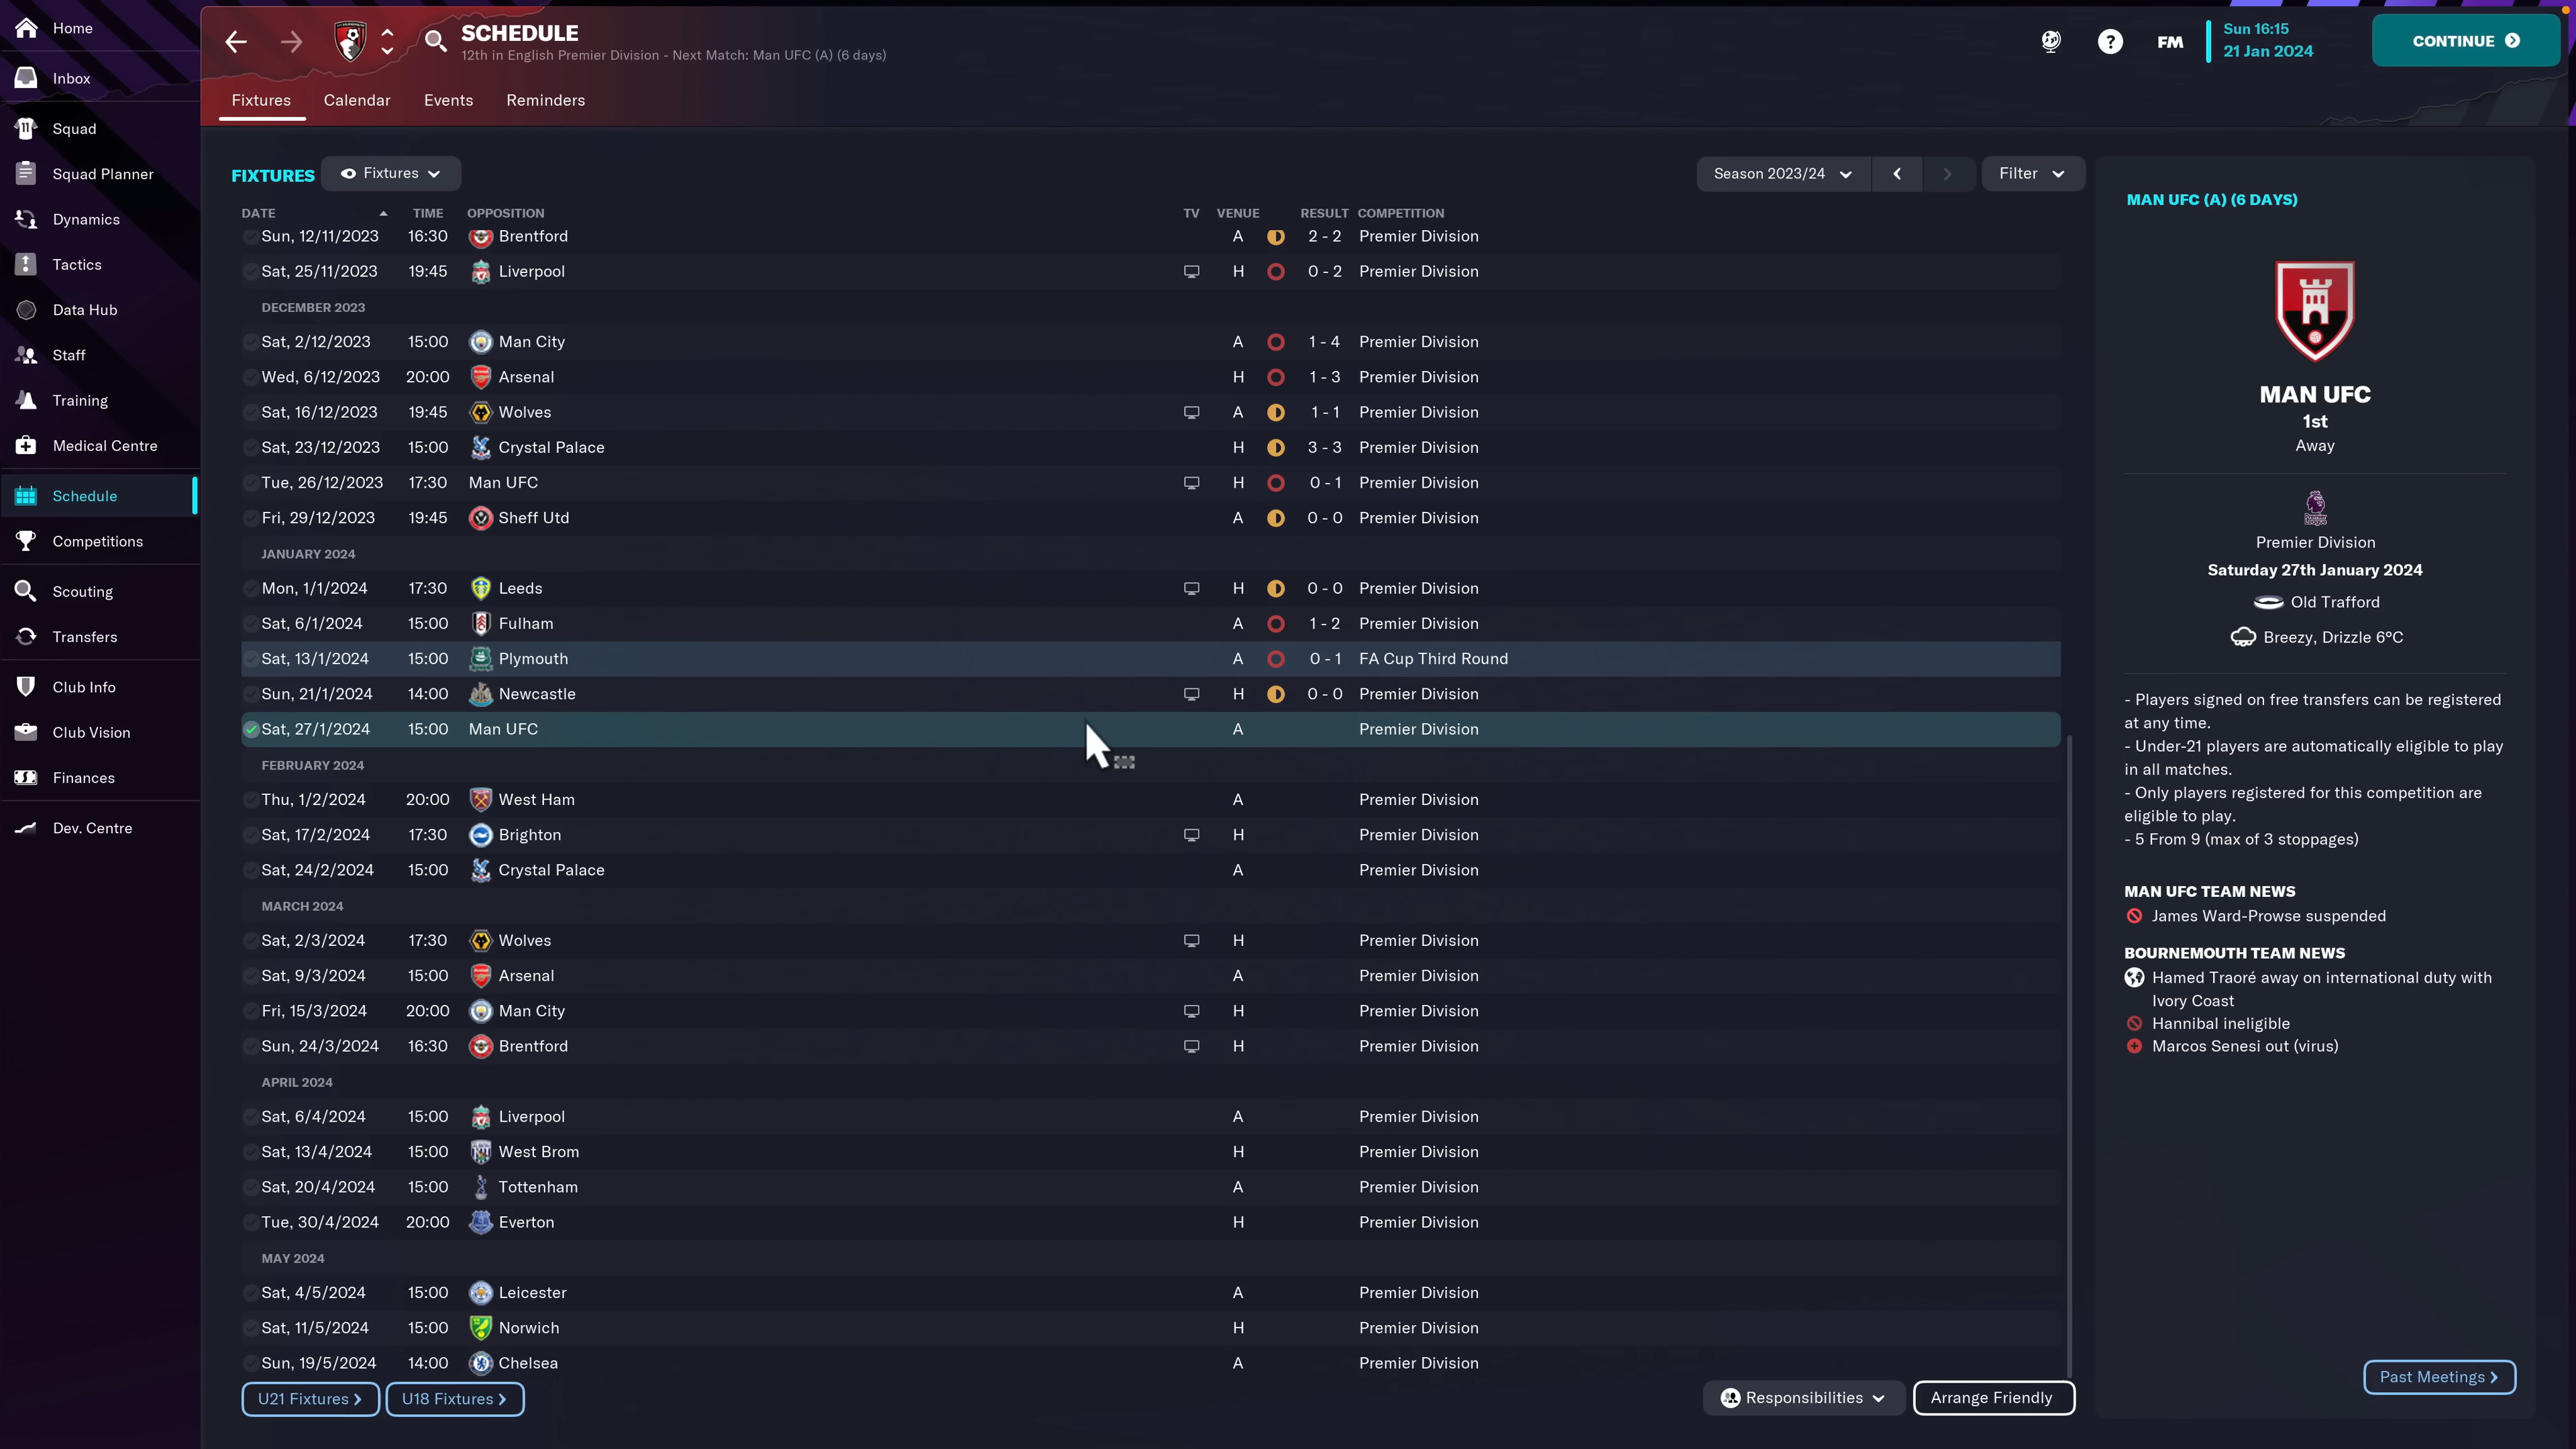 Home
Inbox
Squad
Squad Planner
Dynamics
Tactics
Data Hub
Staff
Training
Medical Centre
Schedule
Competitions
Scouting
Transfers
Club Info
Club Vision
Finances
Dev. Centre
SCHEDULE
12th in English Premier Division - Next Match: Man UFC (A) (6 days)
FM
Sun 16:15
21 Jan 2024
CONTINUE
Fixtures Calendar Events Reminders
FIXTURES Fixtures Season 2023/24 Filter
DATE TIME OPPOSITION TV VENUE RESULT COMPETITION
Sun, 12/11/2023 16:30 Brentford A 2 - 2 Premier Division
Sat, 25/11/2023 19:45 Liverpool H 0 - 2 Premier Division
DECEMBER 2023
Sat, 2/12/2023 15:00 Man City A 1 - 4 Premier Division
Wed, 6/12/2023 20:00 Arsenal H 1 - 3 Premier Division
Sat, 16/12/2023 19:45 Wolves A 1 - 1 Premier Division
Sat, 23/12/2023 15:00 Crystal Palace H 3 - 3 Premier Division
Tue, 26/12/2023 17:30 Man UFC H 0 - 1 Premier Division
Fri, 29/12/2023 19:45 Sheff Utd A 0 - 0 Premier Division
JANUARY 2024
Mon, 1/1/2024 17:30 Leeds H 0 - 0 Premier Division
Sat, 6/1/2024 15:00 Fulham A 1 - 2 Premier Division
Sat, 13/1/2024 15:00 Plymouth A 0 - 1 FA Cup Third Round
Sun, 21/1/2024 14:00 Newcastle H 0 - 0 Premier Division
Sat, 27/1/2024 15:00 Man UFC A Premier Division
FEBRUARY 2024
Thu, 1/2/2024 20:00 West Ham A Premier Division
Sat, 17/2/2024 17:30 Brighton H Premier Division
Sat, 24/2/2024 15:00 Crystal Palace A Premier Division
MARCH 2024
Sat, 2/3/2024 17:30 Wolves H Premier Division
Sat, 9/3/2024 15:00 Arsenal A Premier Division
Fri, 15/3/2024 20:00 Man City H Premier Division
Sun, 24/3/2024 16:30 Brentford H Premier Division
APRIL 2024
Sat, 6/4/2024 15:00 Liverpool A Premier Division
Sat, 13/4/2024 15:00 West Brom H Premier Division
Sat, 20/4/2024 15:00 Tottenham A Premier Division
Tue, 30/4/2024 20:00 Everton H Premier Division
MAY 2024
Sat, 4/5/2024 15:00 Leicester A Premier Division
Sat, 11/5/2024 15:00 Norwich H Premier Division
Sun, 19/5/2024 14:00 Chelsea A Premier Division
U21 Fixtures U18 Fixtures Responsibilities Arrange Friendly
MAN UFC (A) (6 DAYS)
MAN UFC
1st
Away
Premier Division
Saturday 27th January 2024
Old Trafford
Breezy, Drizzle 6°C
- Players signed on free transfers can be registered
at any time.
- Under-21 players are automatically eligible to play
in all matches.
- Only players registered for this competition are
eligible to play.
- 5 From 9 (max of 3 stoppages)
MAN UFC TEAM NEWS
James Ward-Prowse suspended
BOURNEMOUTH TEAM NEWS
Hamed Traoré away on international duty with
Ivory Coast
Hannibal ineligible
Marcos Senesi out (virus)
Past Meetings